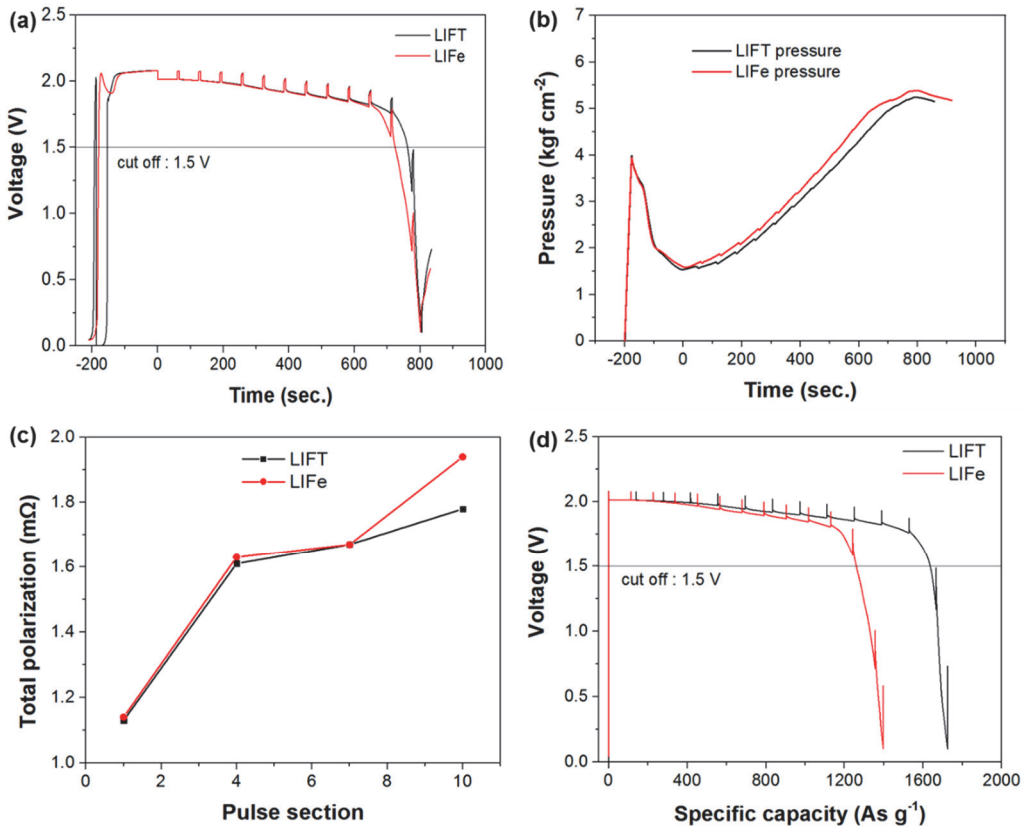 (a)
2.5
2.0
1.5
1.0
0.5
0.0
Voltage (V)
LIFT
LIFe
cut off : 1.5 V
-200 0 200 400 600 800 1000
Time (sec.)
(b)
7
6
5
4
3
2
1
0
Pressure (kgf cm-2)
LIFT pressure
LIFe pressure
-200 0 200 400 600 800 1000
Time (sec.)
(c)
2.0
1.8
1.6
1.4
1.2
1.0
Total polarization (mΩ)
LIFT
LIFe
0 2 4 6 8 10
Pulse section
(d)
2.5
2.0
1.5
1.0
0.5
0.0
Voltage (V)
LIFT
LIFe
cut off : 1.5 V
0 400 800 1200 1600 2000
Specific capacity (As g-1)